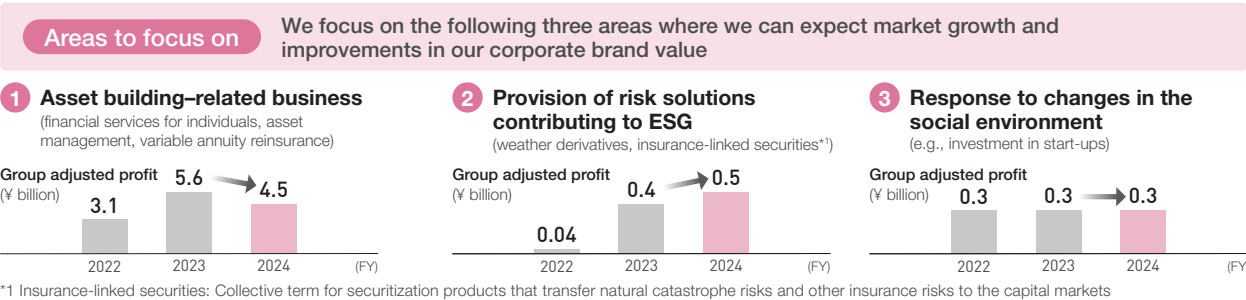 Areas to focus on
We focus on the following three areas where we can expect market growth and
improvements in our corporate brand value
1 Asset building–related business
(financial services for individuals, asset
management, variable annuity reinsurance)
Group adjusted profit
(¥ billion)
3.1
5.6
4.5
2022
2023
2024
(FY)
2 Provision of risk solutions
contributing to ESG
(weather derivatives, insurance-linked securities*1)
Group adjusted profit
(¥ billion)
0.04
0.4
0.5
2022
2023
2024
(FY)
3 Response to changes in the
social environment
(e.g., investment in start-ups)
Group adjusted profit
(¥ billion)
0.3
0.3
0.3
2022
2023
2024
(FY)
*1 Insurance-linked securities: Collective term for securitization products that transfer natural catastrophe risks and other insurance risks to the capital markets